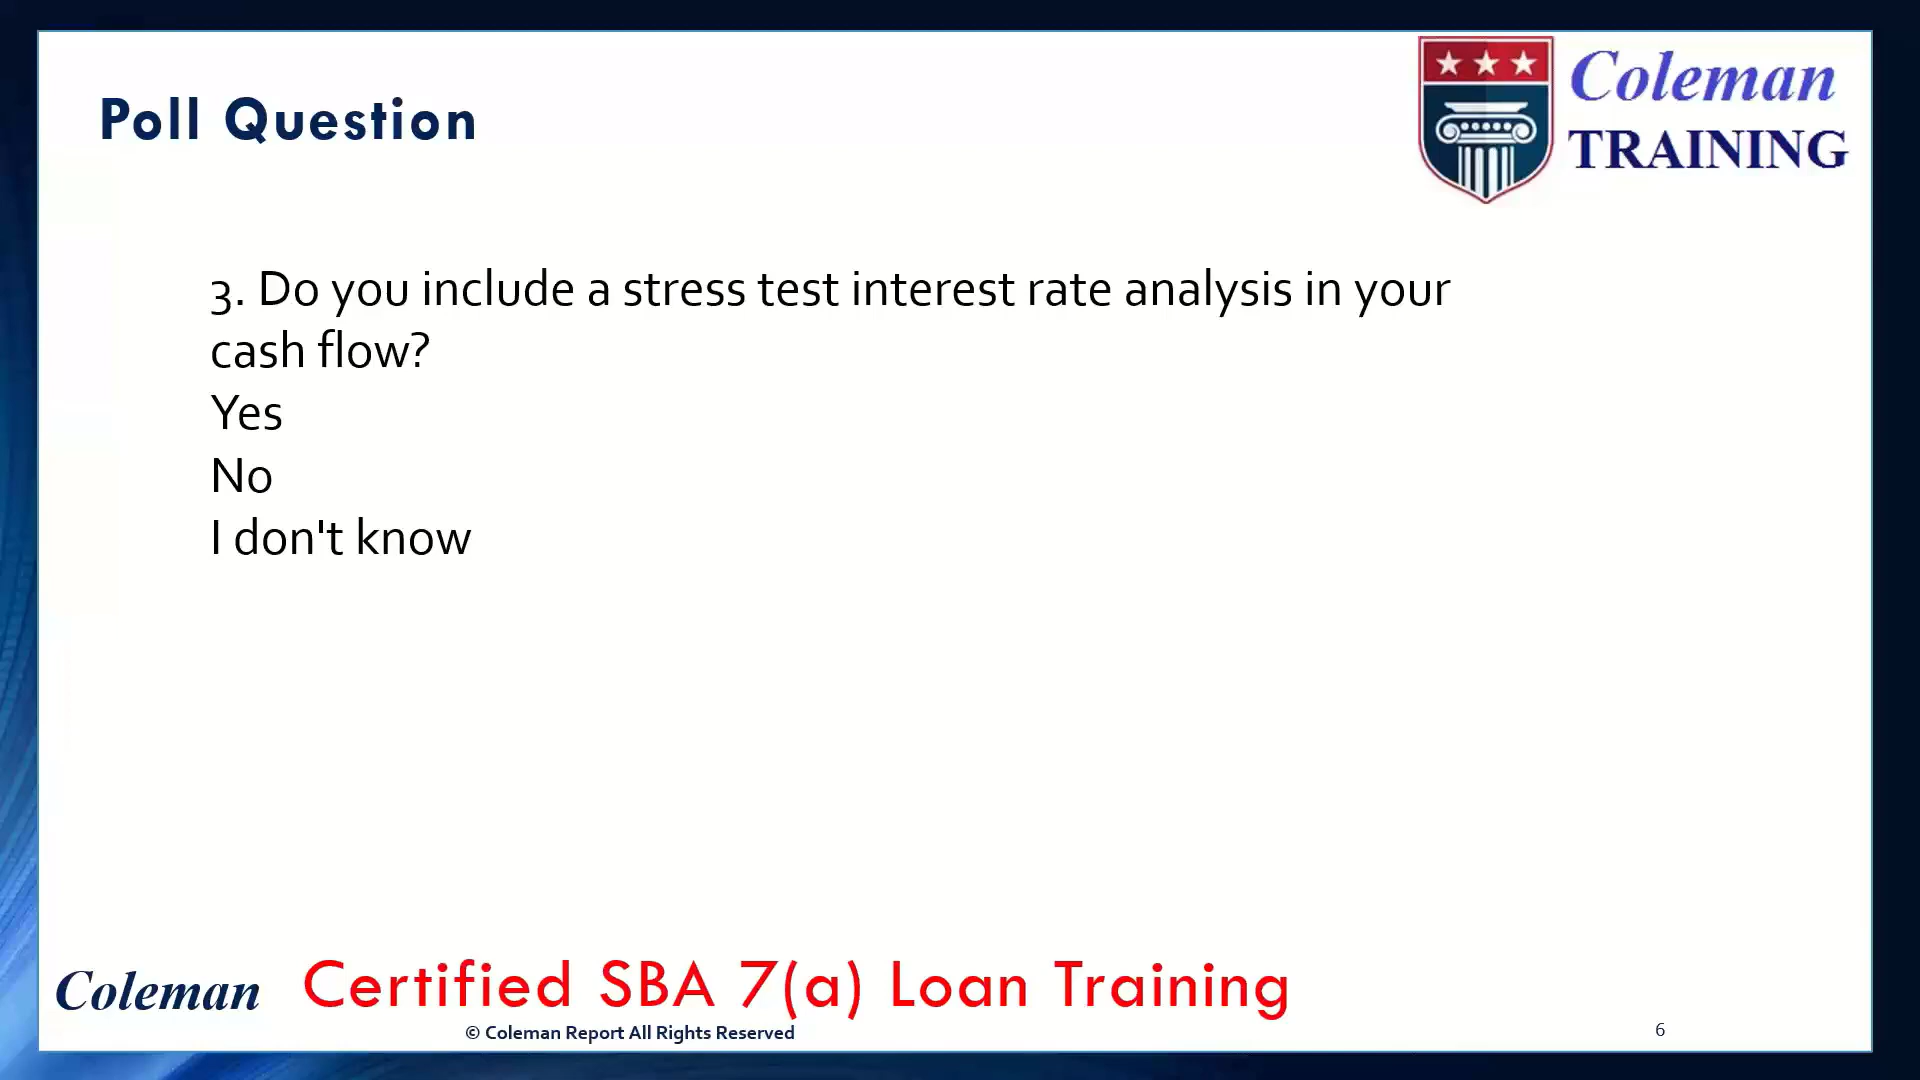 Poll Question
Coleman
TRAINING
3. Do you include a stress test interest rate analysis in your
cash flow?
Yes
No
I don't know
Coleman
Certified SBA 7(a) Loan Training
© Coleman Report All Rights Reserved
6